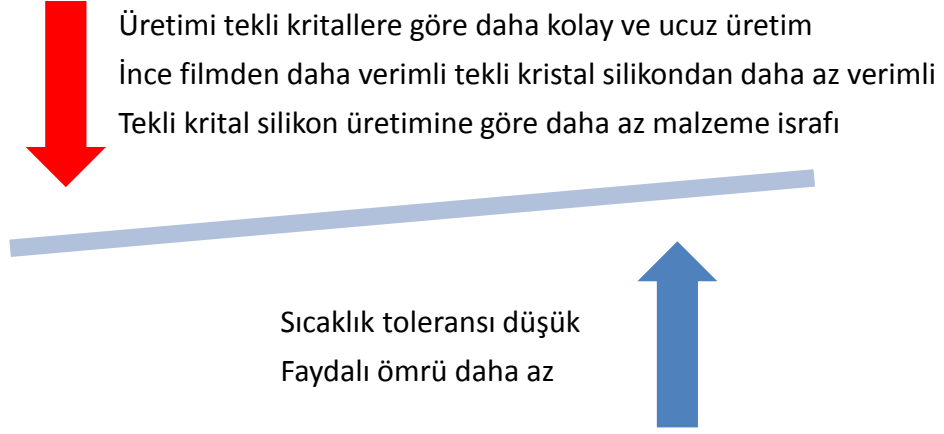 Üretimi tekli kritallere göre daha kolay ve ucuz üretim
İnce filmden daha verimli tekli kristal silikondan daha az verimli
Tekli krital silikon üretimine göre daha az malzeme israfı
Sıcaklık toleransı düşük
Faydalı ömrü daha az